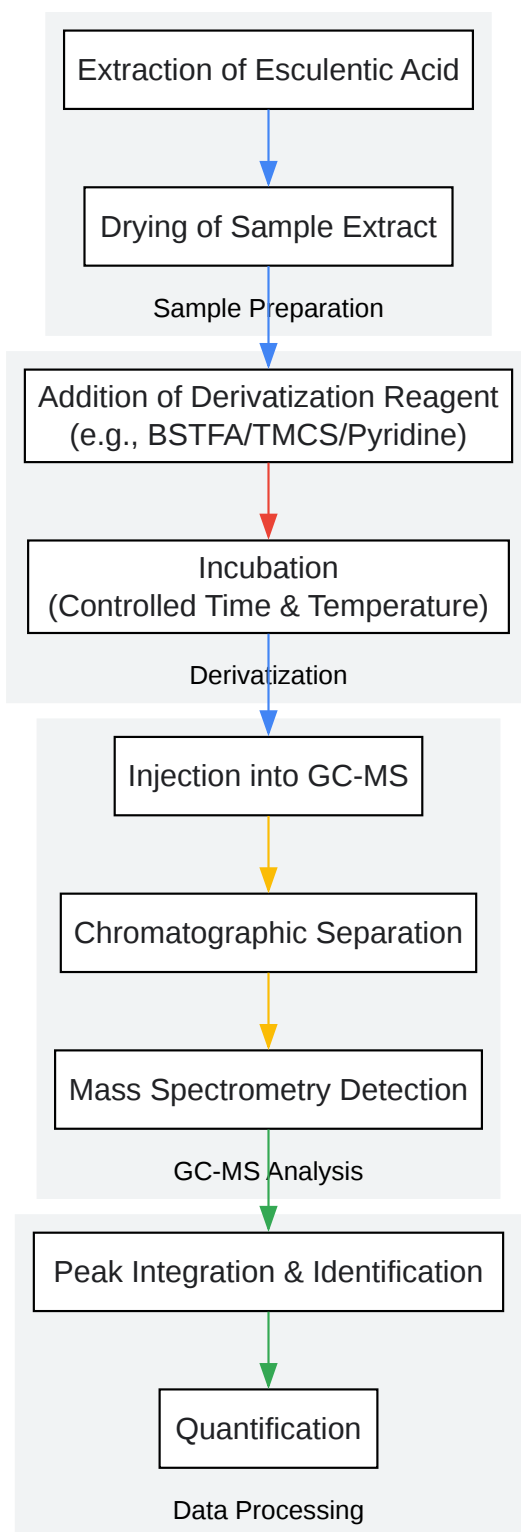 Extraction of Esculentic Acid
Drying of Sample Extract
Sample Preparation
Addition of Derivatization Reagent
(e.g., BSTFA/TMCS/Pyridine)
Incubation
(Controlled Time & Temperature)
Derivatization
Injection into GC-MS
Chromatographic Separation
Mass Spectrometry Detection
GC-MS Analysis
Peak Integration & Identification
Quantification
Data Processing